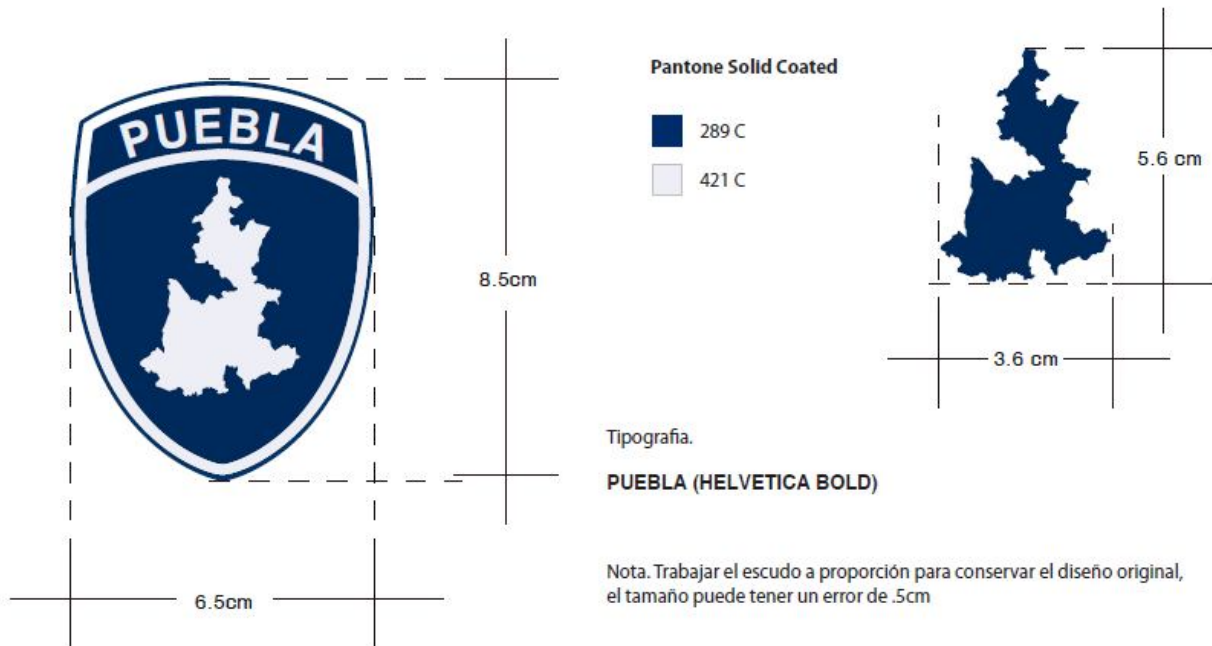 PUEBLA
8.5cm
6.5cm
Pantone Solid Coated
289 C
421 C
5.6 cm
3.6 cm
Tipografia.
PUEBLA (HELVETICA BOLD)
Nota. Trabajar el escudo a proporción para conservar el diseño original,
el tamaño puede tener un error de .5cm